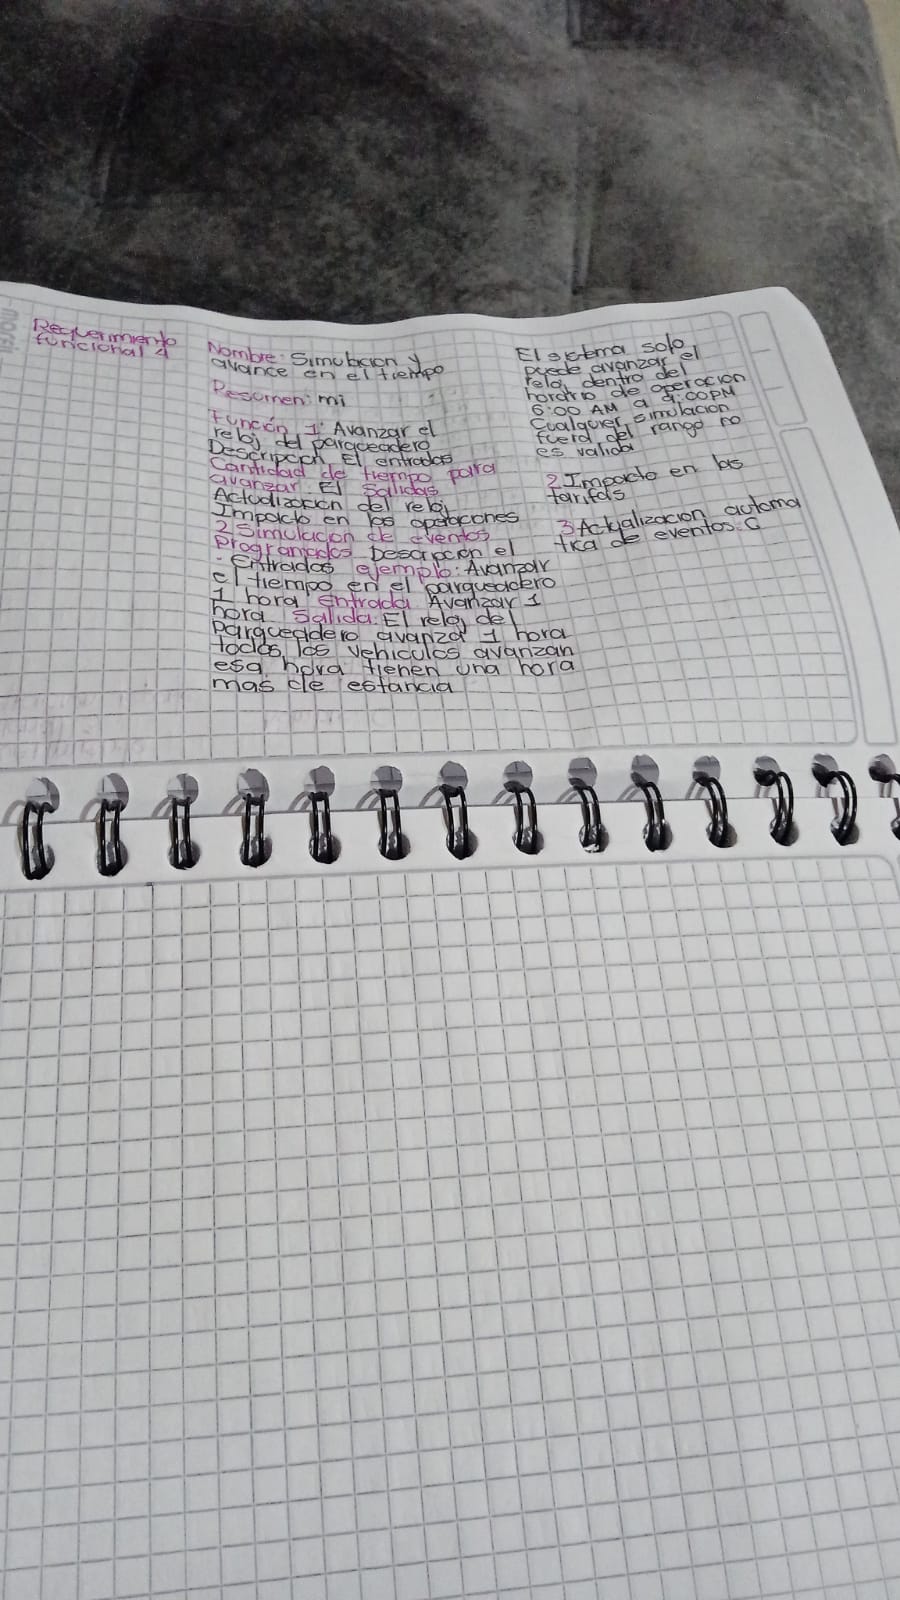 Requerimiento
funcional 4
Nombre: Simulacion y
avance en el tiempo
Resumen: mi
Función 1: Avanzar el
reloj del parqueadero
Descripcion El entradas
Cantidad de tiempo para
avanzar. El Salidas
Actualización del reloj
Impacto en las operaciones
2 Simulacion de eventos
Programados Descripcion el
- Entradas ejemplo: Avanzar
el tiempo en el parqueadero
1 hora entrada Avanzar 1
hora Salida: El reloj del
Parqueadero avanza 1 hora
todos los vehiculos avanzan
esa hora tienen una hora
mas de estancia
El sistema solo
puede avanzar el
reloj dentro del
horario de operacion
6:00 AM a 9:00PM
Cualquier simulacion
fuera del rango no
es valida
2 Impacto en las
tarifas
3 Actualizacion automa
tica de eventos: C